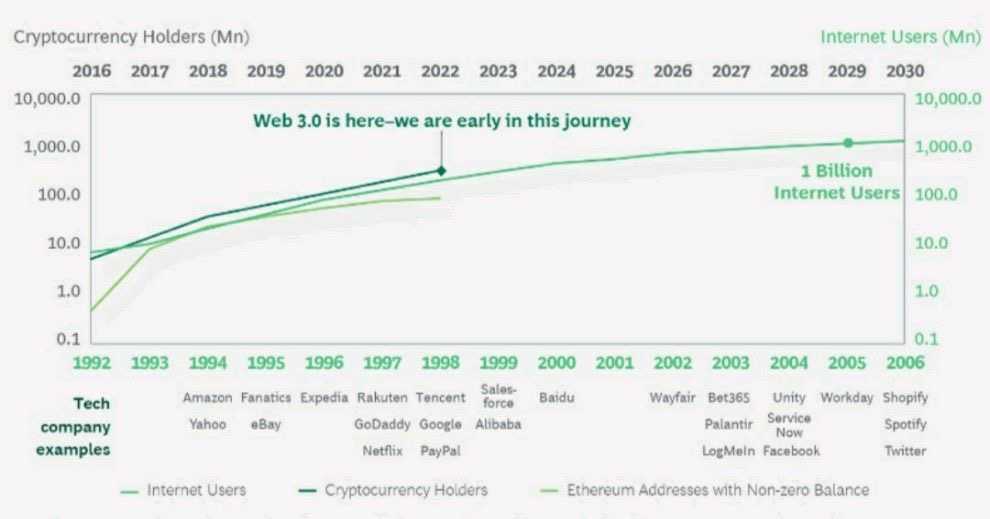 Cryptocurrency Holders (Mn) Internet Users (Mn)
2016 2017 2018 2019 2020 2021 2022 2023 2024 2025 2026 2027 2028 2029 2030
10,000.0 10,000.0
Web 3.0 is here–we are early in this journey
1,000.0 1,000.0
1 Billion
Internet Users
100.0 100.0
10.0 10.0
1.0 1.0
0.1 0.1
1992 1993 1994 1995 1996 1997 1998 1999 2000 2001 2002 2003 2004 2005 2006
Tech
company
examples
Amazon Fanatics Expedia Rakuten Tencent Sales-
force Baidu Wayfair Bet365 Unity Workday Shopify
Yahoo eBay GoDaddy Google Alibaba Palantir Service
Now Spotify
Netflix PayPal LogMeIn Facebook Twitter
Internet Users Cryptocurrency Holders Ethereum Addresses with Non-zero Balance